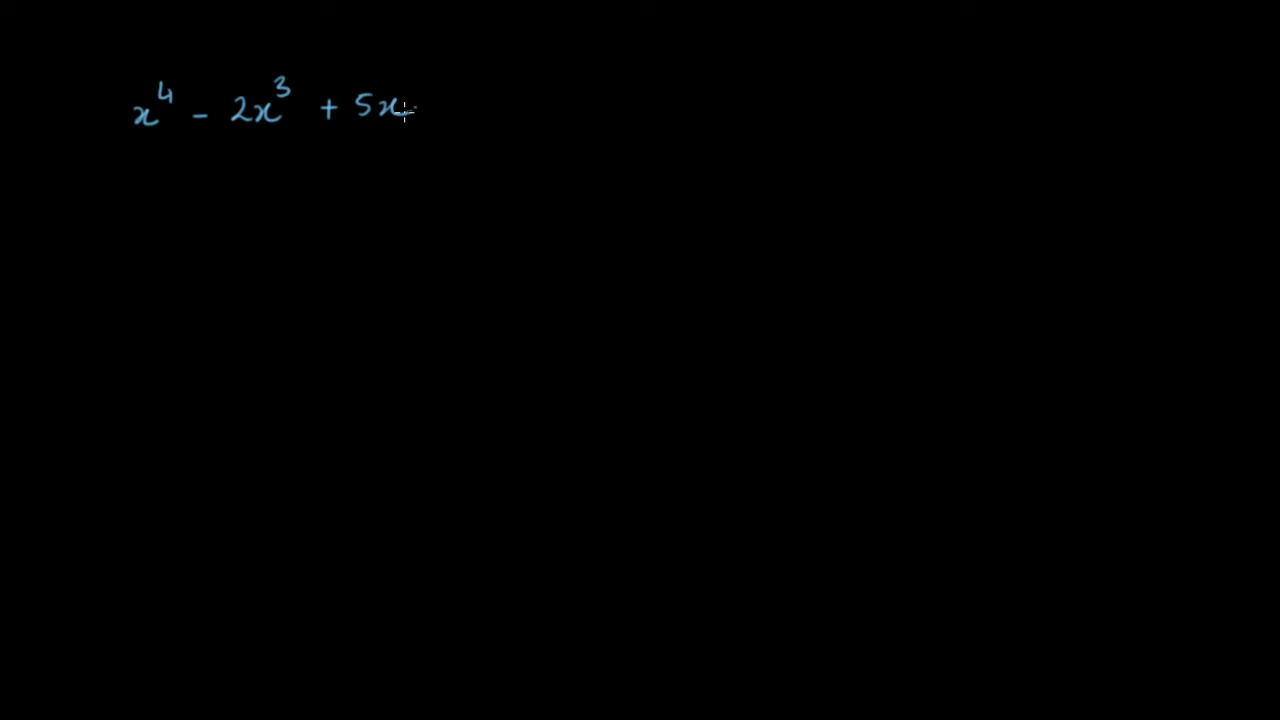 x⁴ - 2x³ + 5x